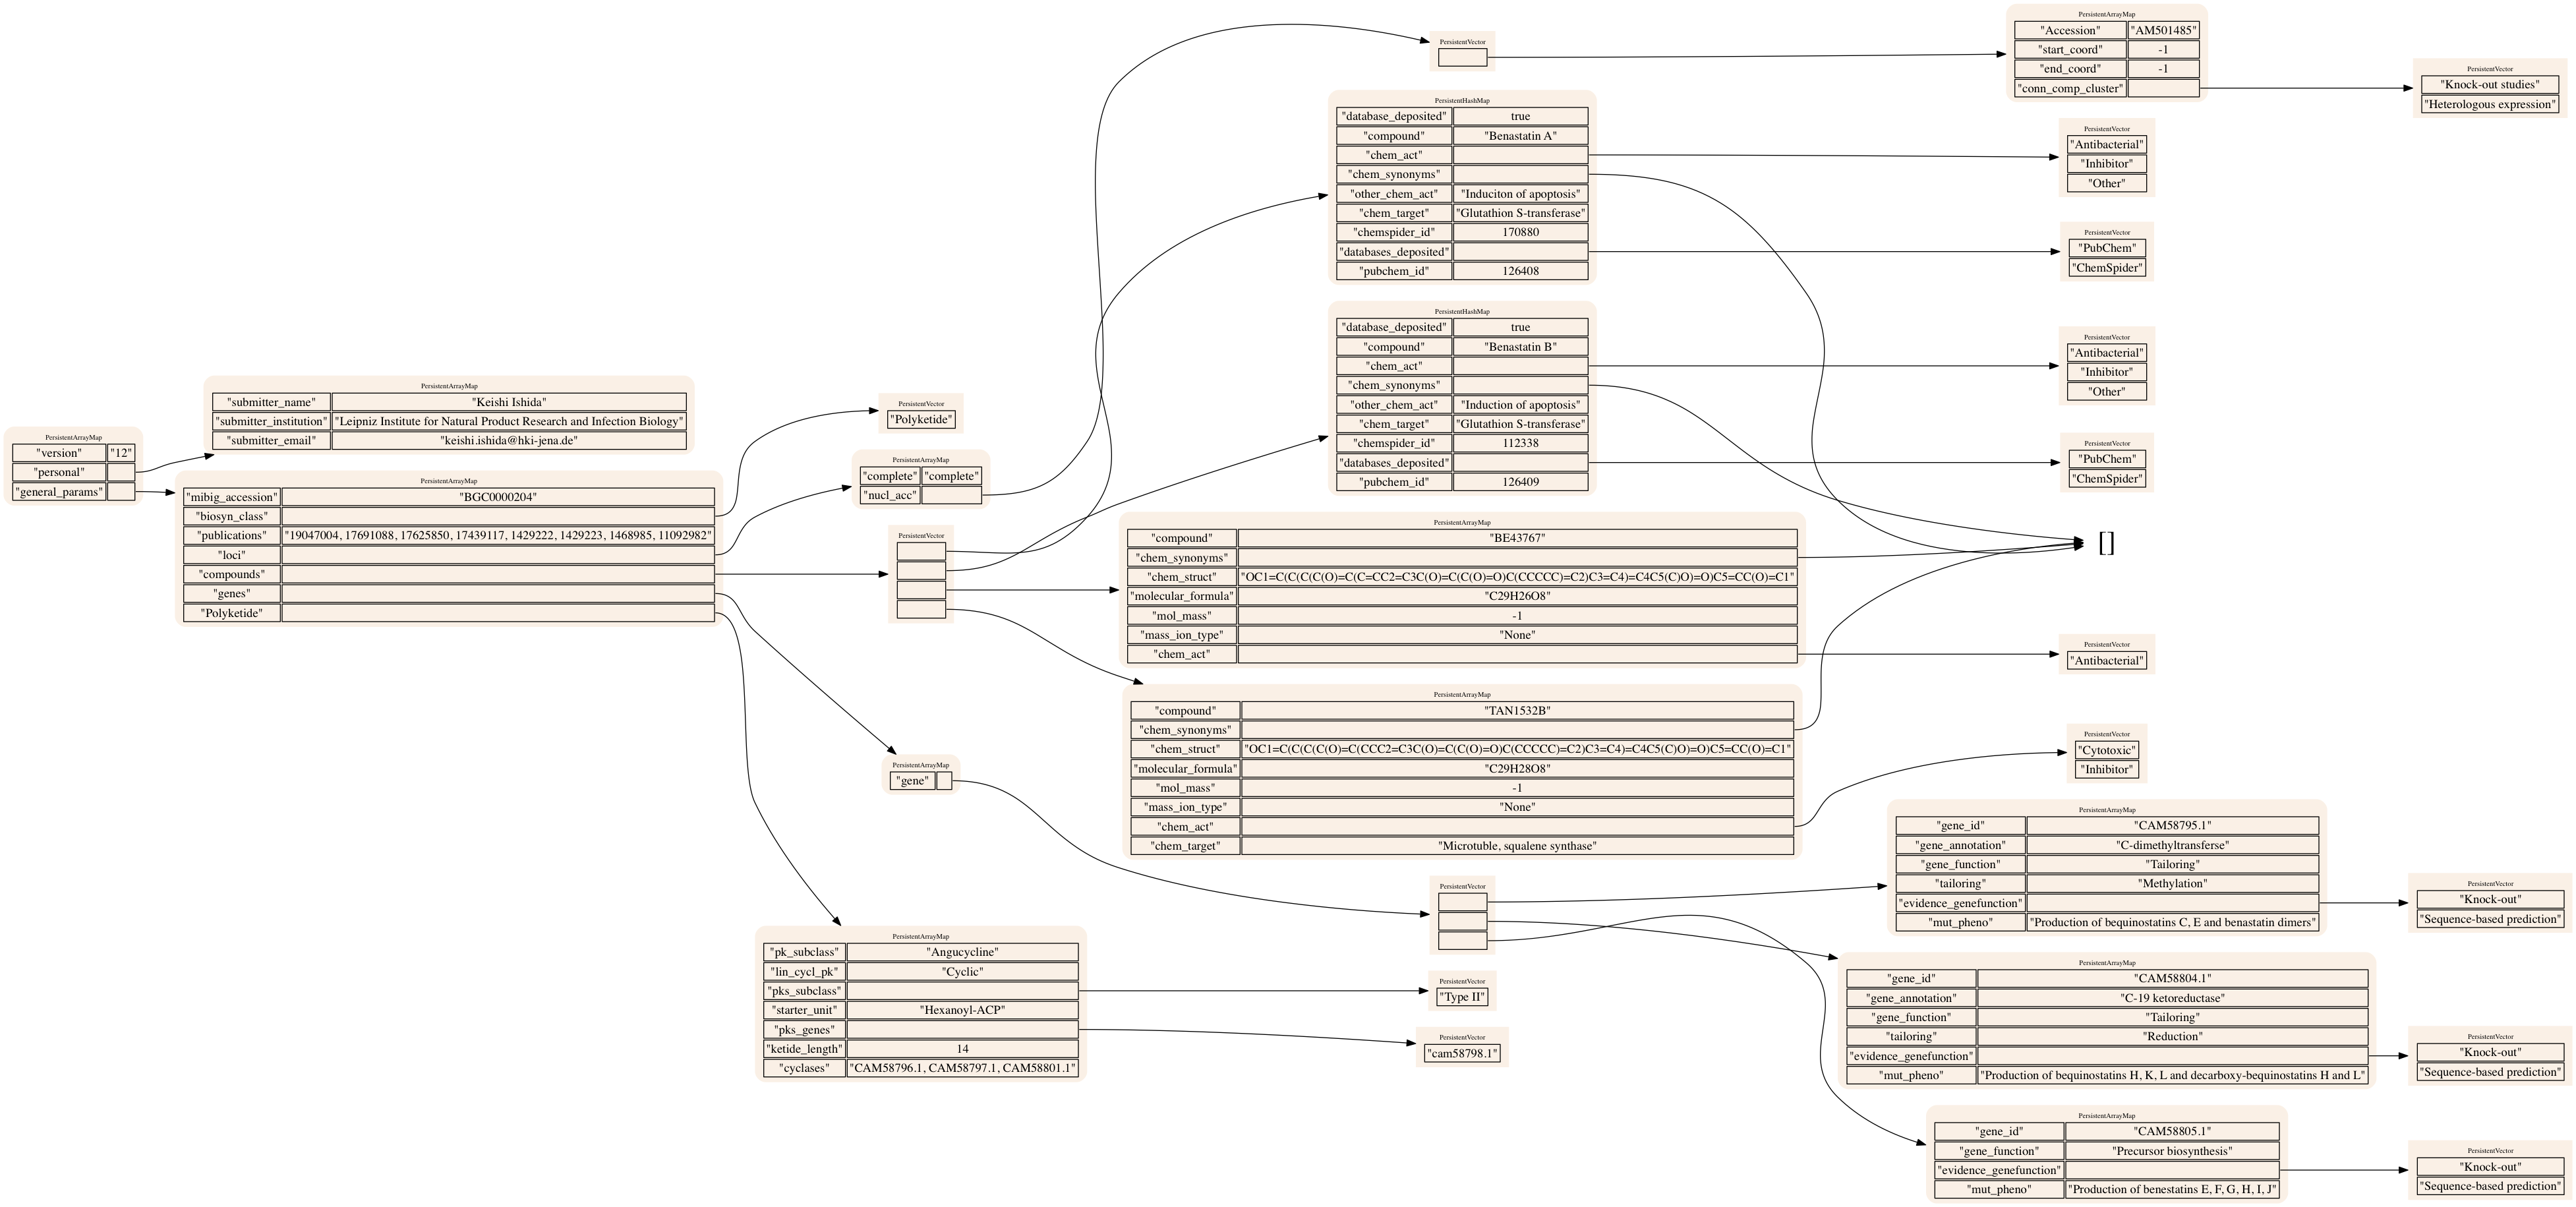 PersistentArrayMap
"version" "12"
"personal"
"general_params"
PersistentArrayMap
"submitter_name" "Keishi Ishida"
"submitter_institution" "Leipniz Institute for Natural Product Research and Infection Biology"
"submitter_email" "keishi.ishida@hki-jena.de"
PersistentArrayMap
"mibig_accession" "BGC0000204"
"biosyn_class"
"publications" "19047004, 17691088, 17625850, 17439117, 1429222, 1429223, 1468985, 11092982"
"loci"
"compounds"
"genes"
"Polyketide"
PersistentVector
"Polyketide"
PersistentArrayMap
"complete" "complete"
"nucl_acc"
PersistentVector
PersistentArrayMap
"gene"
PersistentArrayMap
"pk_subclass" "Angucycline"
"lin_cycl_pk" "Cyclic"
"pks_subclass"
"starter_unit" "Hexanoyl-ACP"
"pks_genes"
"ketide_length" 14
"cyclases" "CAM58796.1, CAM58797.1, CAM58801.1"
PersistentVector
PersistentHashMap
"database_deposited" true
"compound" "Benastatin A"
"chem_act"
"chem_synonyms"
"other_chem_act" "Induciton of apoptosis"
"chem_target" "Glutathion S-transferase"
"chemspider_id" 170880
"databases_deposited"
"pubchem_id" 126408
PersistentHashMap
"database_deposited" true
"compound" "Benastatin B"
"chem_act"
"chem_synonyms"
"other_chem_act" "Induction of apoptosis"
"chem_target" "Glutathion S-transferase"
"chemspider_id" 112338
"databases_deposited"
"pubchem_id" 126409
PersistentArrayMap
"compound" "BE43767"
"chem_synonyms"
"chem_struct" "OC1=C(C(C(C(O)=C(C=CC2=C3C(O)=C(C(O)=O)C(CCCCC)=C2)C3=C4)=C4C5(C)O)=O)C5=CC(O)=C1"
"molecular_formula" "C29H26O8"
"mol_mass" -1
"mass_ion_type" "None"
"chem_act"
PersistentArrayMap
"compound" "TAN1532B"
"chem_synonyms"
"chem_struct" "OC1=C(C(C(C(O)=C(CCC2=C3C(O)=C(C(O)=O)C(CCCCC)=C2)C3=C4)=C4C5(C)O)=O)C5=CC(O)=C1"
"molecular_formula" "C29H28O8"
"mol_mass" -1
"mass_ion_type" "None"
"chem_act"
"chem_target" "Microtuble, squalene synthase"
PersistentVector
PersistentVector
"Type II"
PersistentVector
"cam58798.1"
PersistentArrayMap
"Accession" "AM501485"
"start_coord" -1
"end_coord" -1
"conn_comp_cluster"
PersistentVector
"Antibacterial"
"Inhibitor"
"Other"
PersistentVector
"PubChem"
"ChemSpider"
PersistentVector
"Antibacterial"
"Inhibitor"
"Other"
PersistentVector
"PubChem"
"ChemSpider"
[]
PersistentVector
"Antibacterial"
PersistentVector
"Cytotoxic"
"Inhibitor"
PersistentArrayMap
"gene_id" "CAM58795.1"
"gene_annotation" "C-dimethyltransferse"
"gene_function" "Tailoring"
"tailoring" "Methylation"
"evidence_genefunction"
"mut_pheno" "Production of bequinostatins C, E and benastatin dimers"
PersistentArrayMap
"gene_id" "CAM58804.1"
"gene_annotation" "C-19 ketoreductase"
"gene_function" "Tailoring"
"tailoring" "Reduction"
"evidence_genefunction"
"mut_pheno" "Production of bequinostatins H, K, L and decarboxy-bequinostatins H and L"
PersistentArrayMap
"gene_id" "CAM58805.1"
"gene_function" "Precursor biosynthesis"
"evidence_genefunction"
"mut_pheno" "Production of benestatins E, F, G, H, I, J"
PersistentVector
"Knock-out studies"
"Heterologous expression"
PersistentVector
"Knock-out"
"Sequence-based prediction"
PersistentVector
"Knock-out"
"Sequence-based prediction"
PersistentVector
"Knock-out"
"Sequence-based prediction"